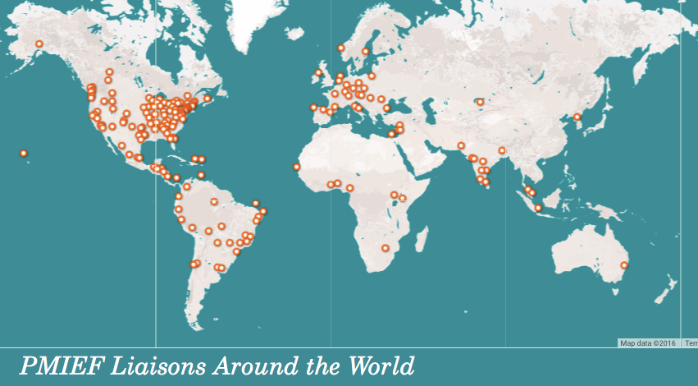 Map data ©2016
PMIEF Liaisons Around the World